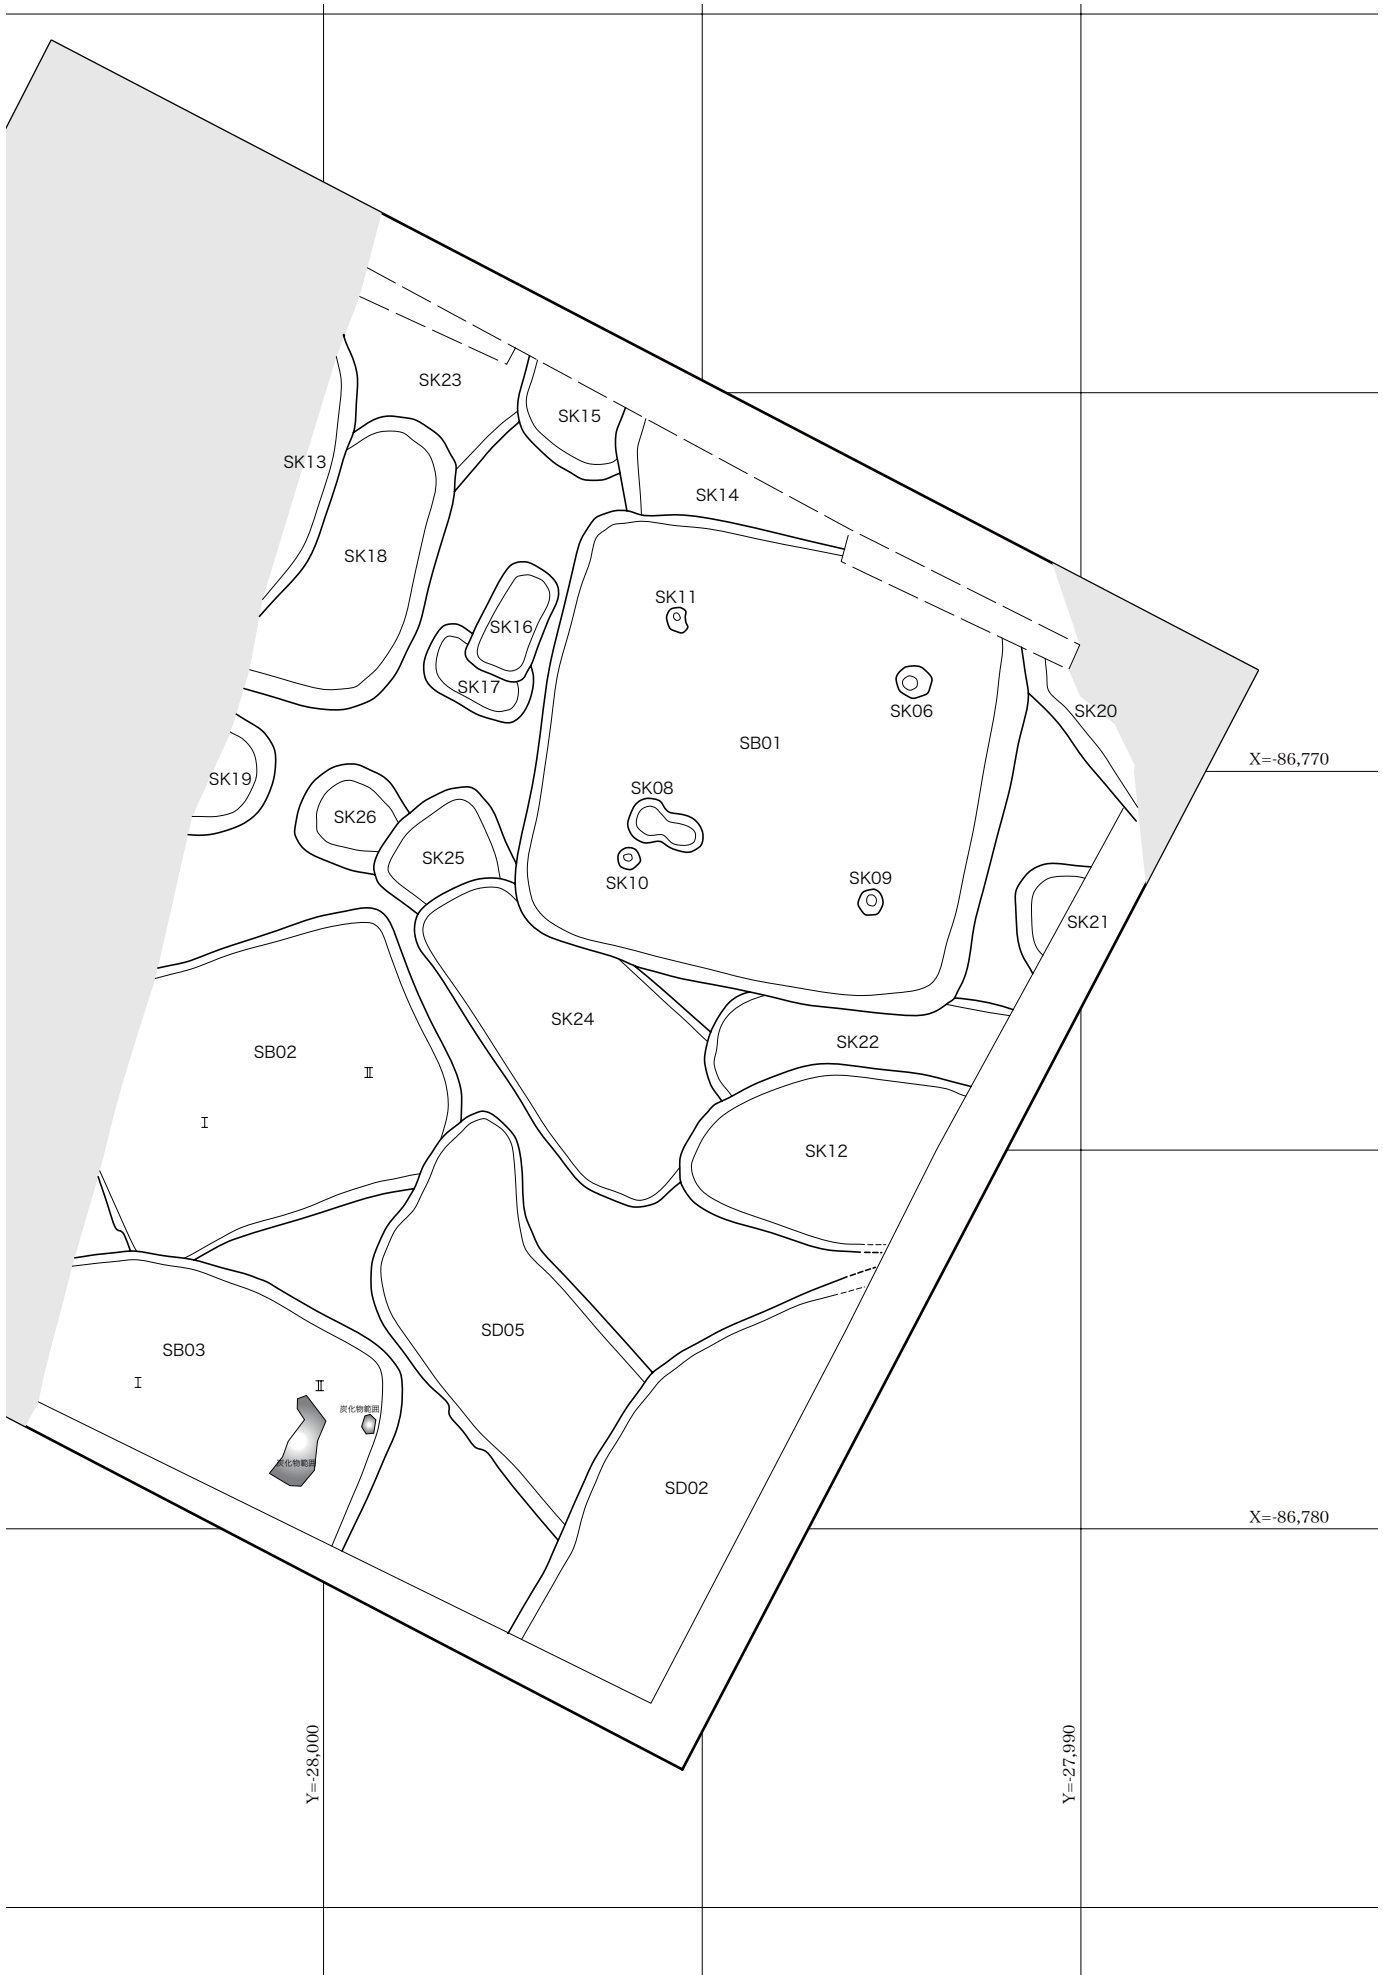 SK23
SK15
SK13
SK14
SK18
SK11
SK16
SK17
SK06
SK20
SB01
X=-86,770
SK19
SK08
SK26
SK25
SK10
SK09
SK21
SK24
SK22
SB02
Ⅱ
Ⅰ
SK12
SD05
SB03
Ⅰ
Ⅱ
炭化物範囲
炭化物範囲
SD02
X=-86,780
Y=-28,000
Y=-27,990